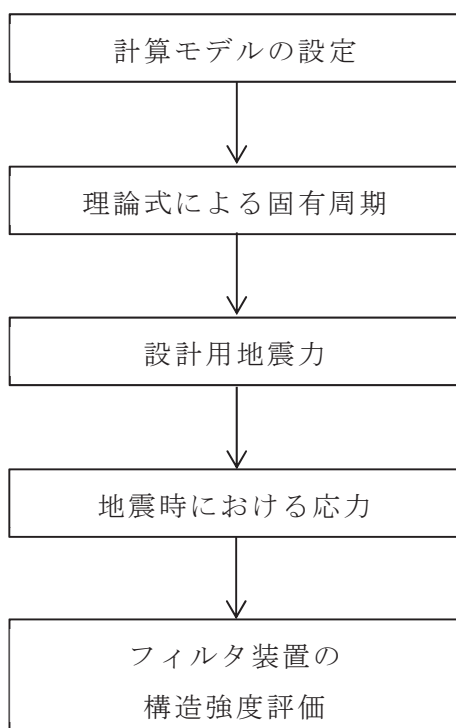 計算モデルの設定
理論式による固有周期
設計用地震力
地震時における応力
フィルタ装置の
構造強度評価